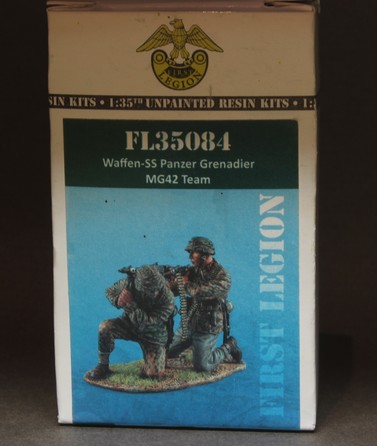 FIRST
LEGION
SIN KITS • 1:35TH UNPAINTED RESIN KITS • 1:
FL35084
Waffen-SS Panzer Grenadier
MG42 Team
FIRST LEGION